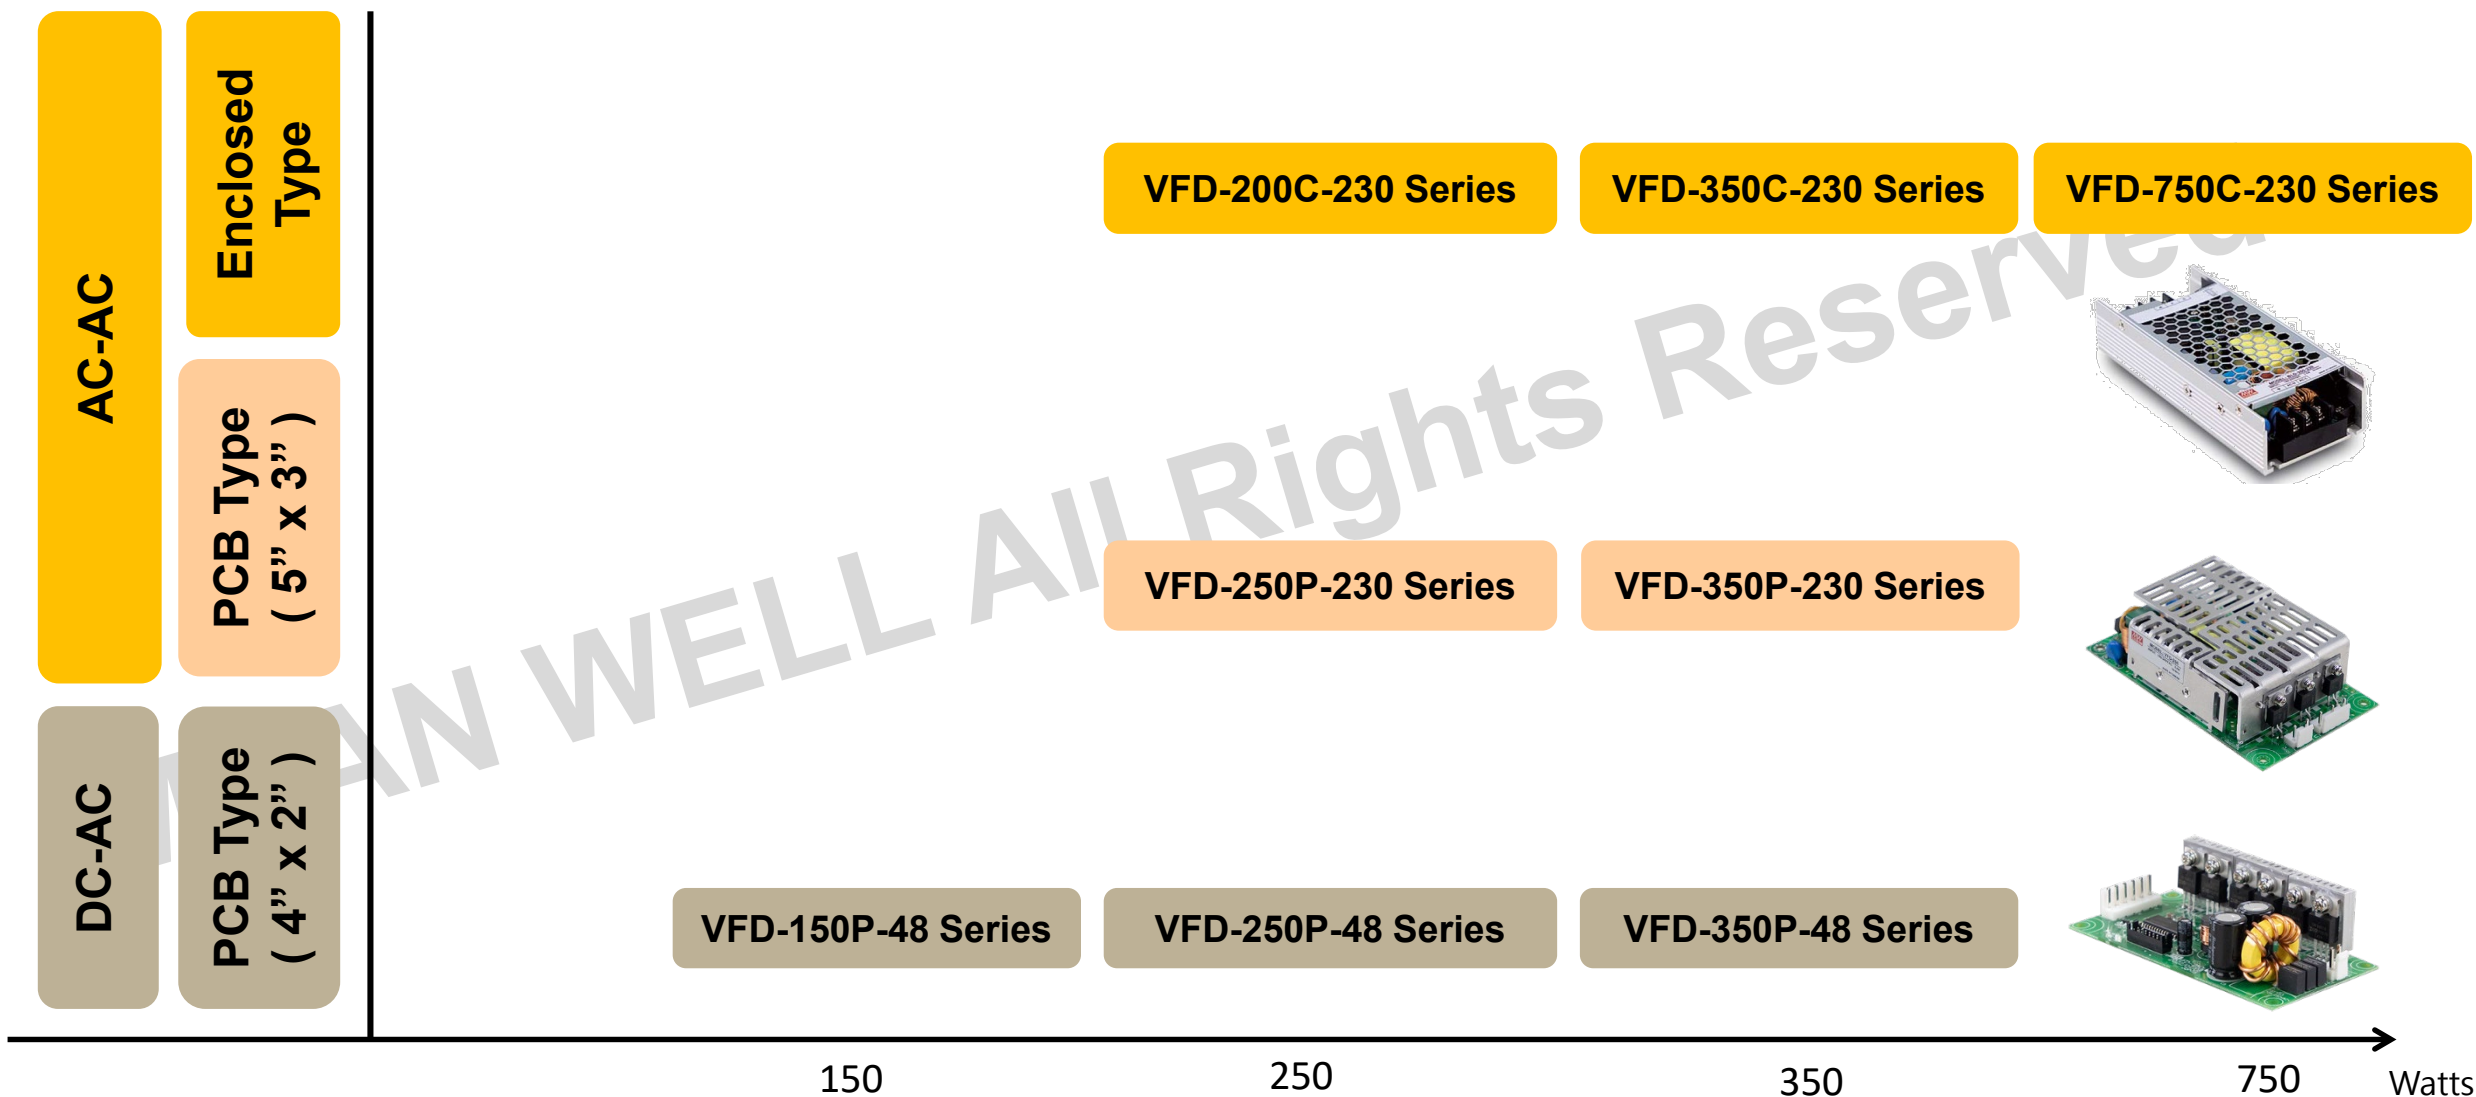 AC-AC
Enclosed
Type
VFD-200C-230 Series
VFD-350C-230 Series
VFD-750C-230 Series
PCB Type
( 5” x 3” )
VFD-250P-230 Series
VFD-350P-230 Series
MEAN WELL All Rights Reserved
DC-AC
PCB Type
( 4” x 2” )
VFD-150P-48 Series
VFD-250P-48 Series
VFD-350P-48 Series
150
250
350
750
Watts